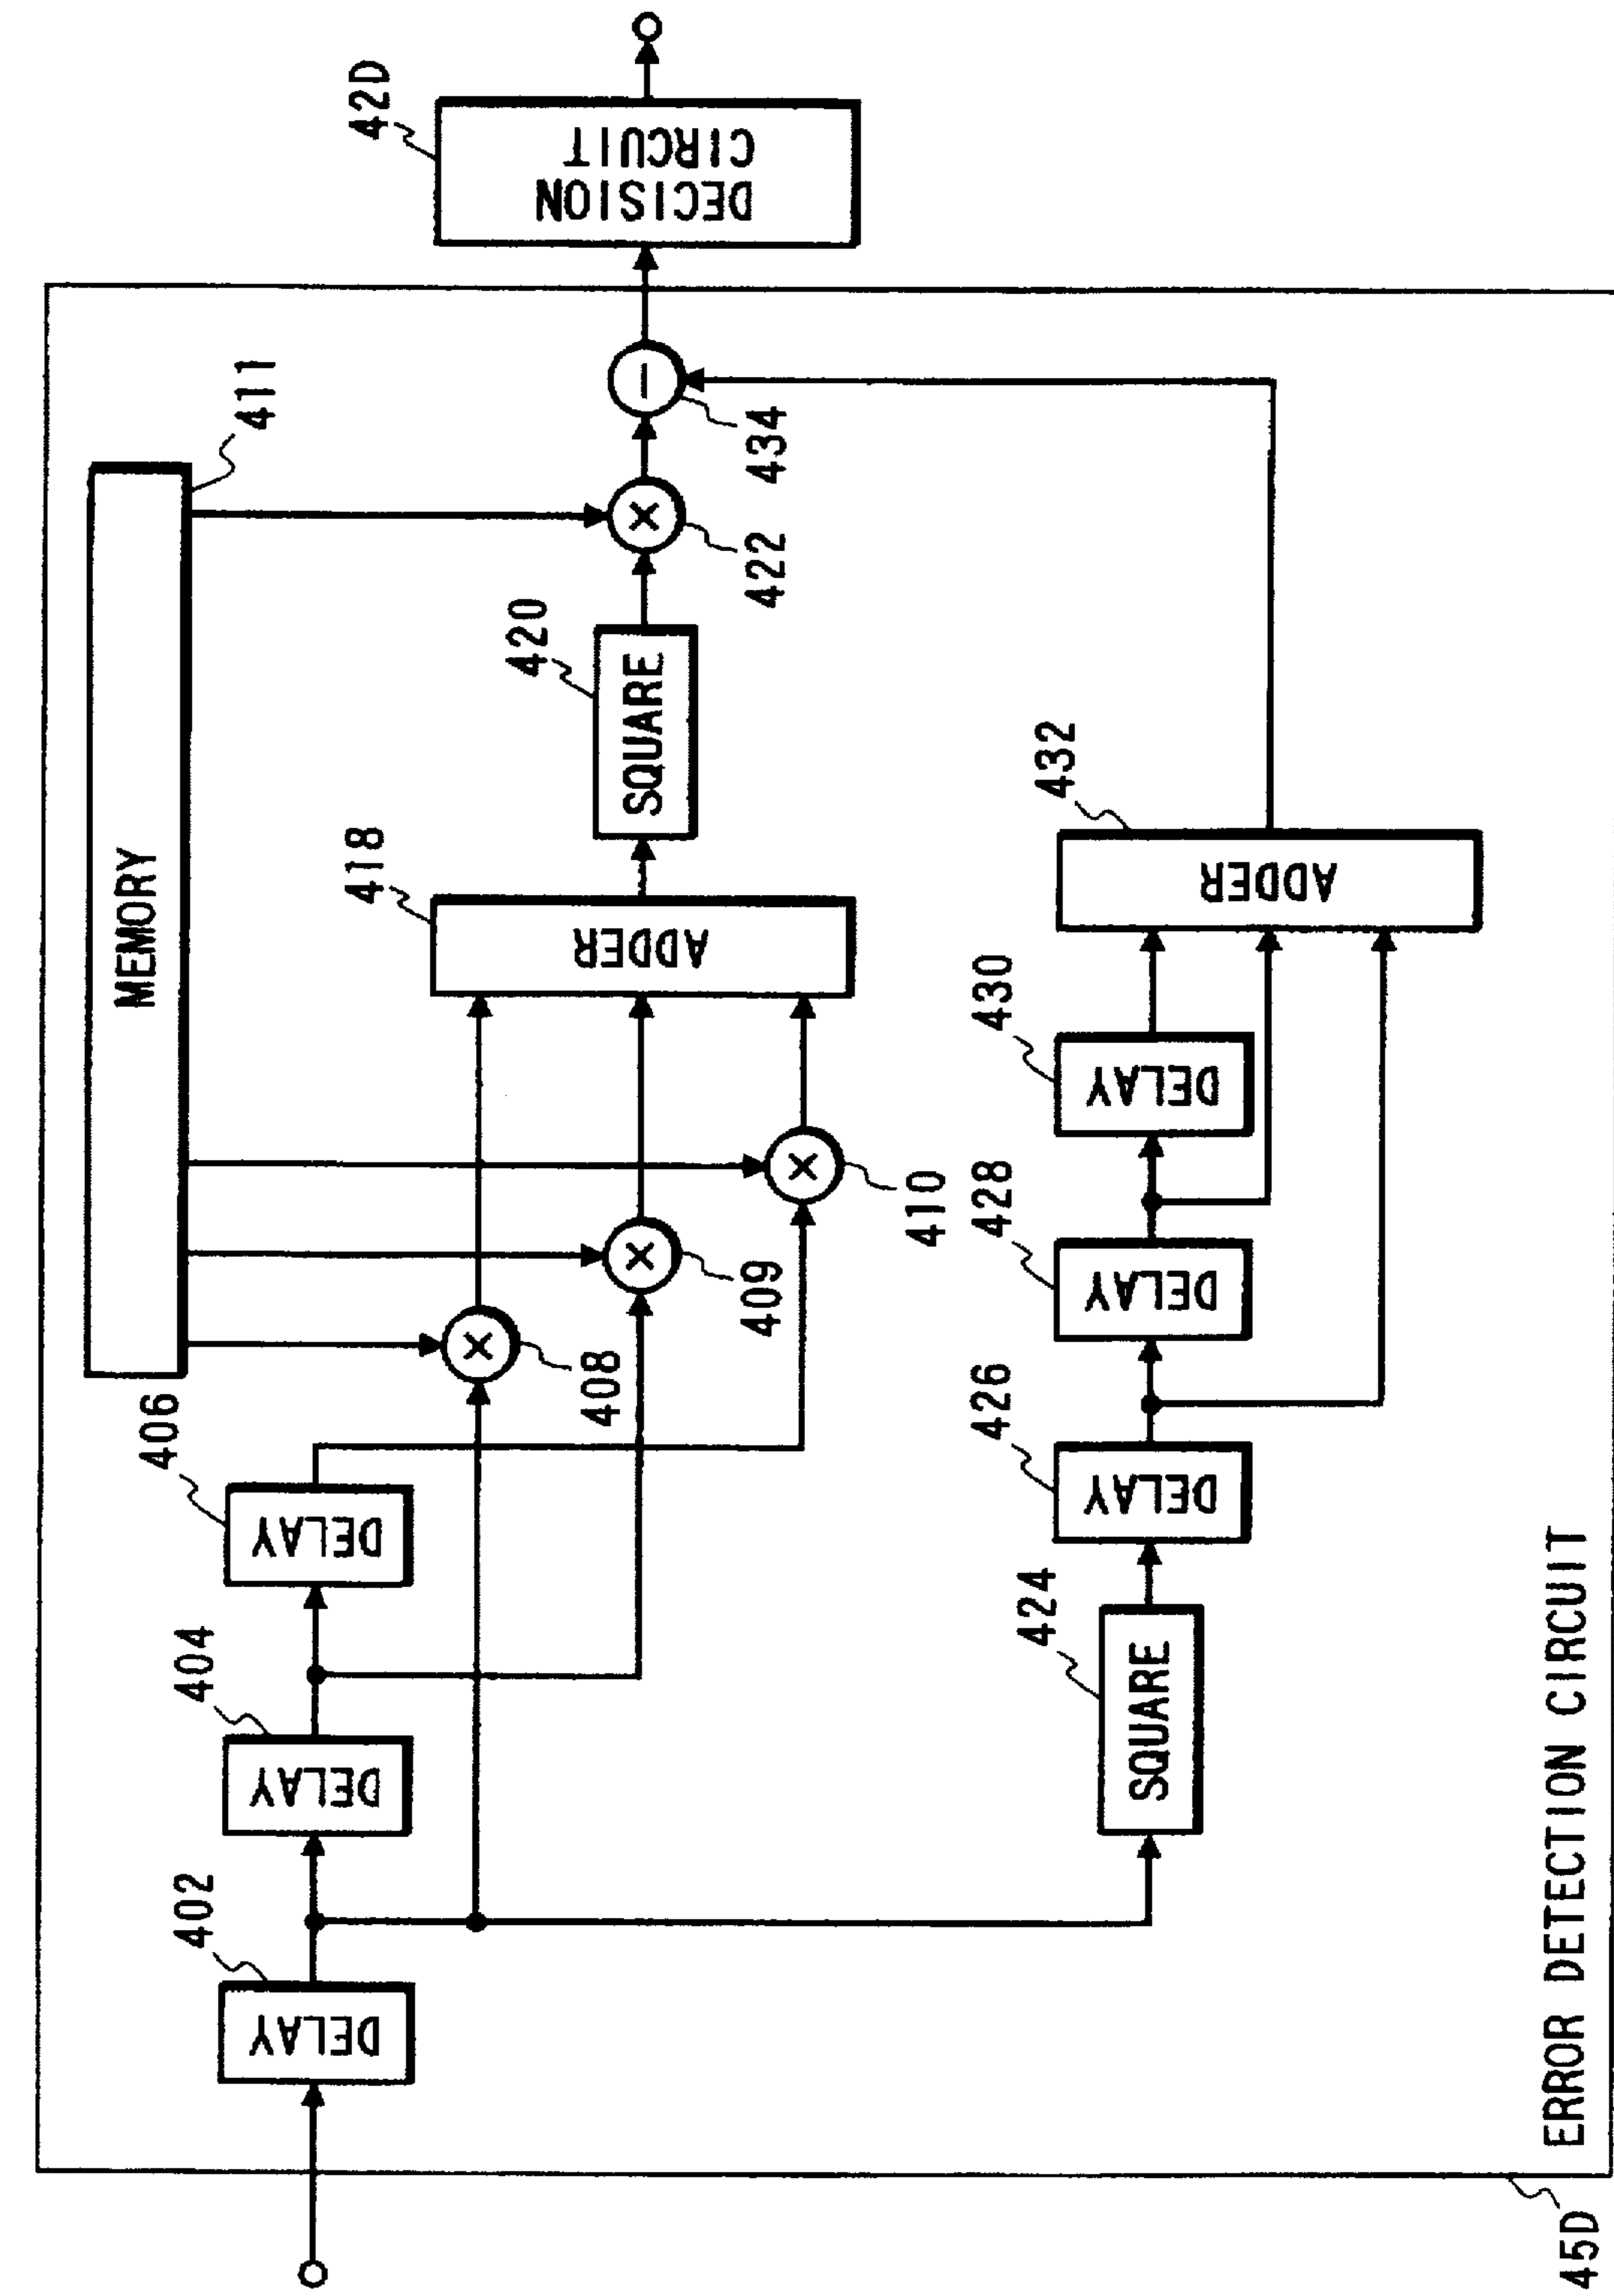 MEMORY
411
406
DELAY
404
DELAY
402
DELAY
408
×
409
×
410
×
418
ADDER
420
SQUARE
422
×
434
−
42D
DECISION
CIRCUIT
424
SQUARE
426
DELAY
428
DELAY
430
DELAY
432
ADDER
ERROR DETECTION CIRCUIT
45D